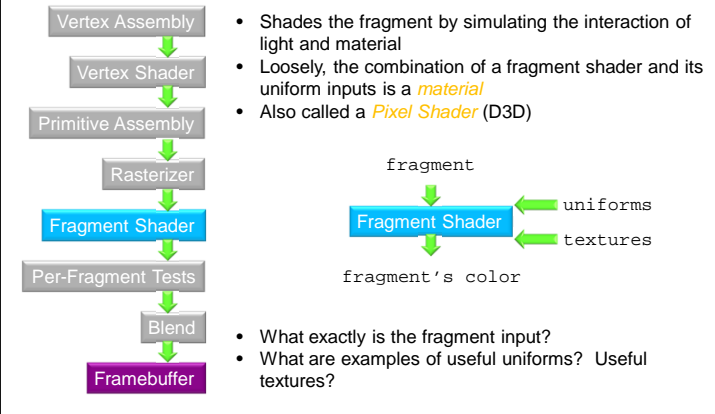 Vertex Assembly
Vertex Shader
Primitive Assembly
Rasterizer
Fragment Shader
Per-Fragment Tests
Blend
Framebuffer
• Shades the fragment by simulating the interaction of
light and material
• Loosely, the combination of a fragment shader and its
uniform inputs is a material
• Also called a Pixel Shader (D3D)
fragment
Fragment Shader
uniforms
textures
fragment’s color
• What exactly is the fragment input?
• What are examples of useful uniforms? Useful
textures?